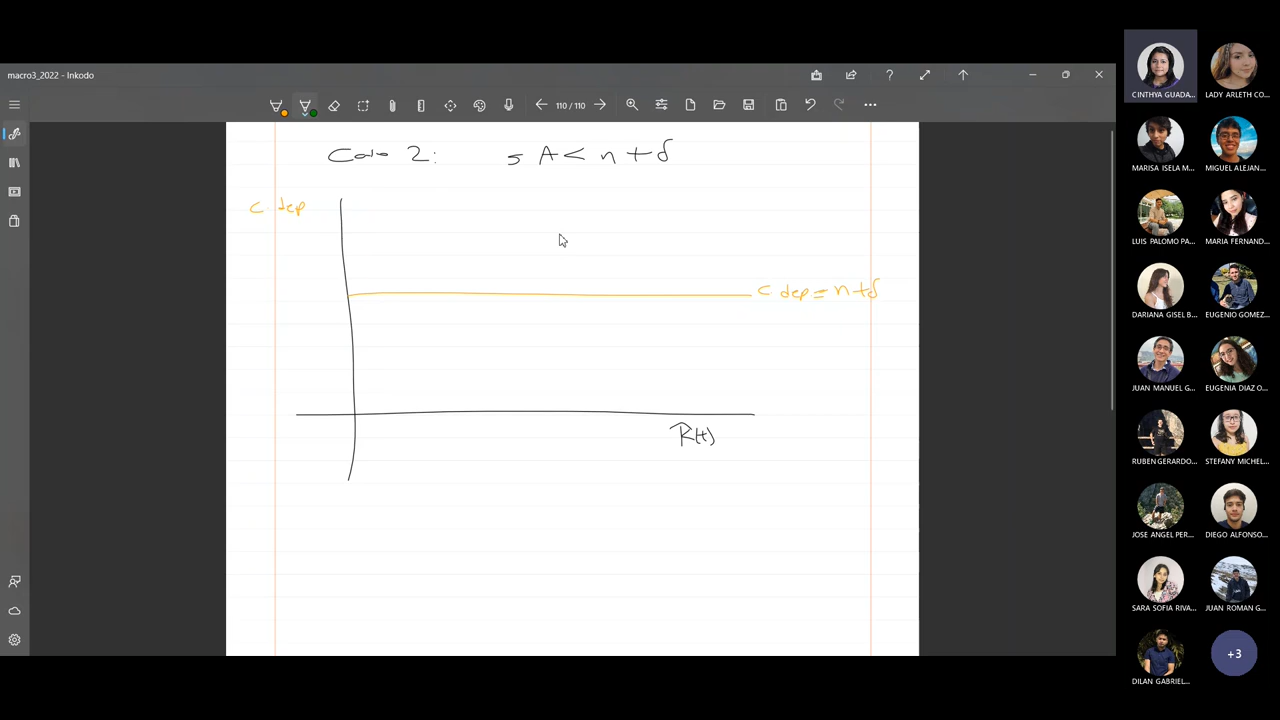 macro3_2022 - Inkodo
110 / 110
Caso 2: s A < n + δ
C dep
C dep = n + δ
k̂(t)
CINTHYA GUADA...
LADY ARLETH CO...
MARISA ISELA M...
MIGUEL ALEJAN...
LUIS PALOMO PA...
MARIA FERNAND...
DARIANA GISEL B...
EUGENIO GOMEZ...
JUAN MANUEL G...
EUGENIA DIAZ O...
RUBEN GERARDO...
STEFANY MICHEL...
JOSE ANGEL PER...
DIEGO ALFONSO...
SARA SOFIA RIVA...
JUAN ROMAN G...
DILAN GABRIEL...
+3